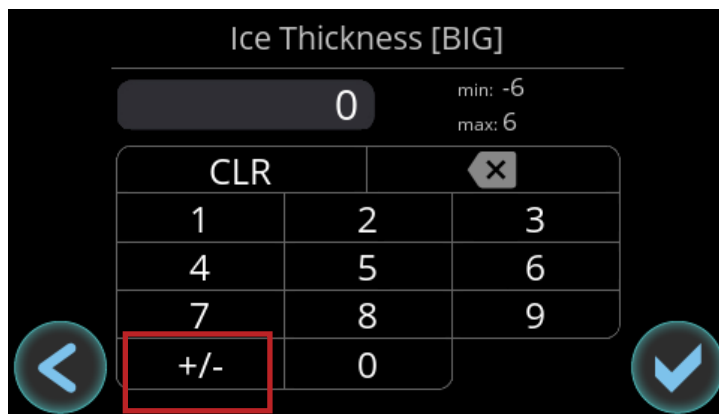 Ice Thickness [BIG]
0 min: -6
max: 6
CLR
1 2 3
4 5 6
7 8 9
+/- 0